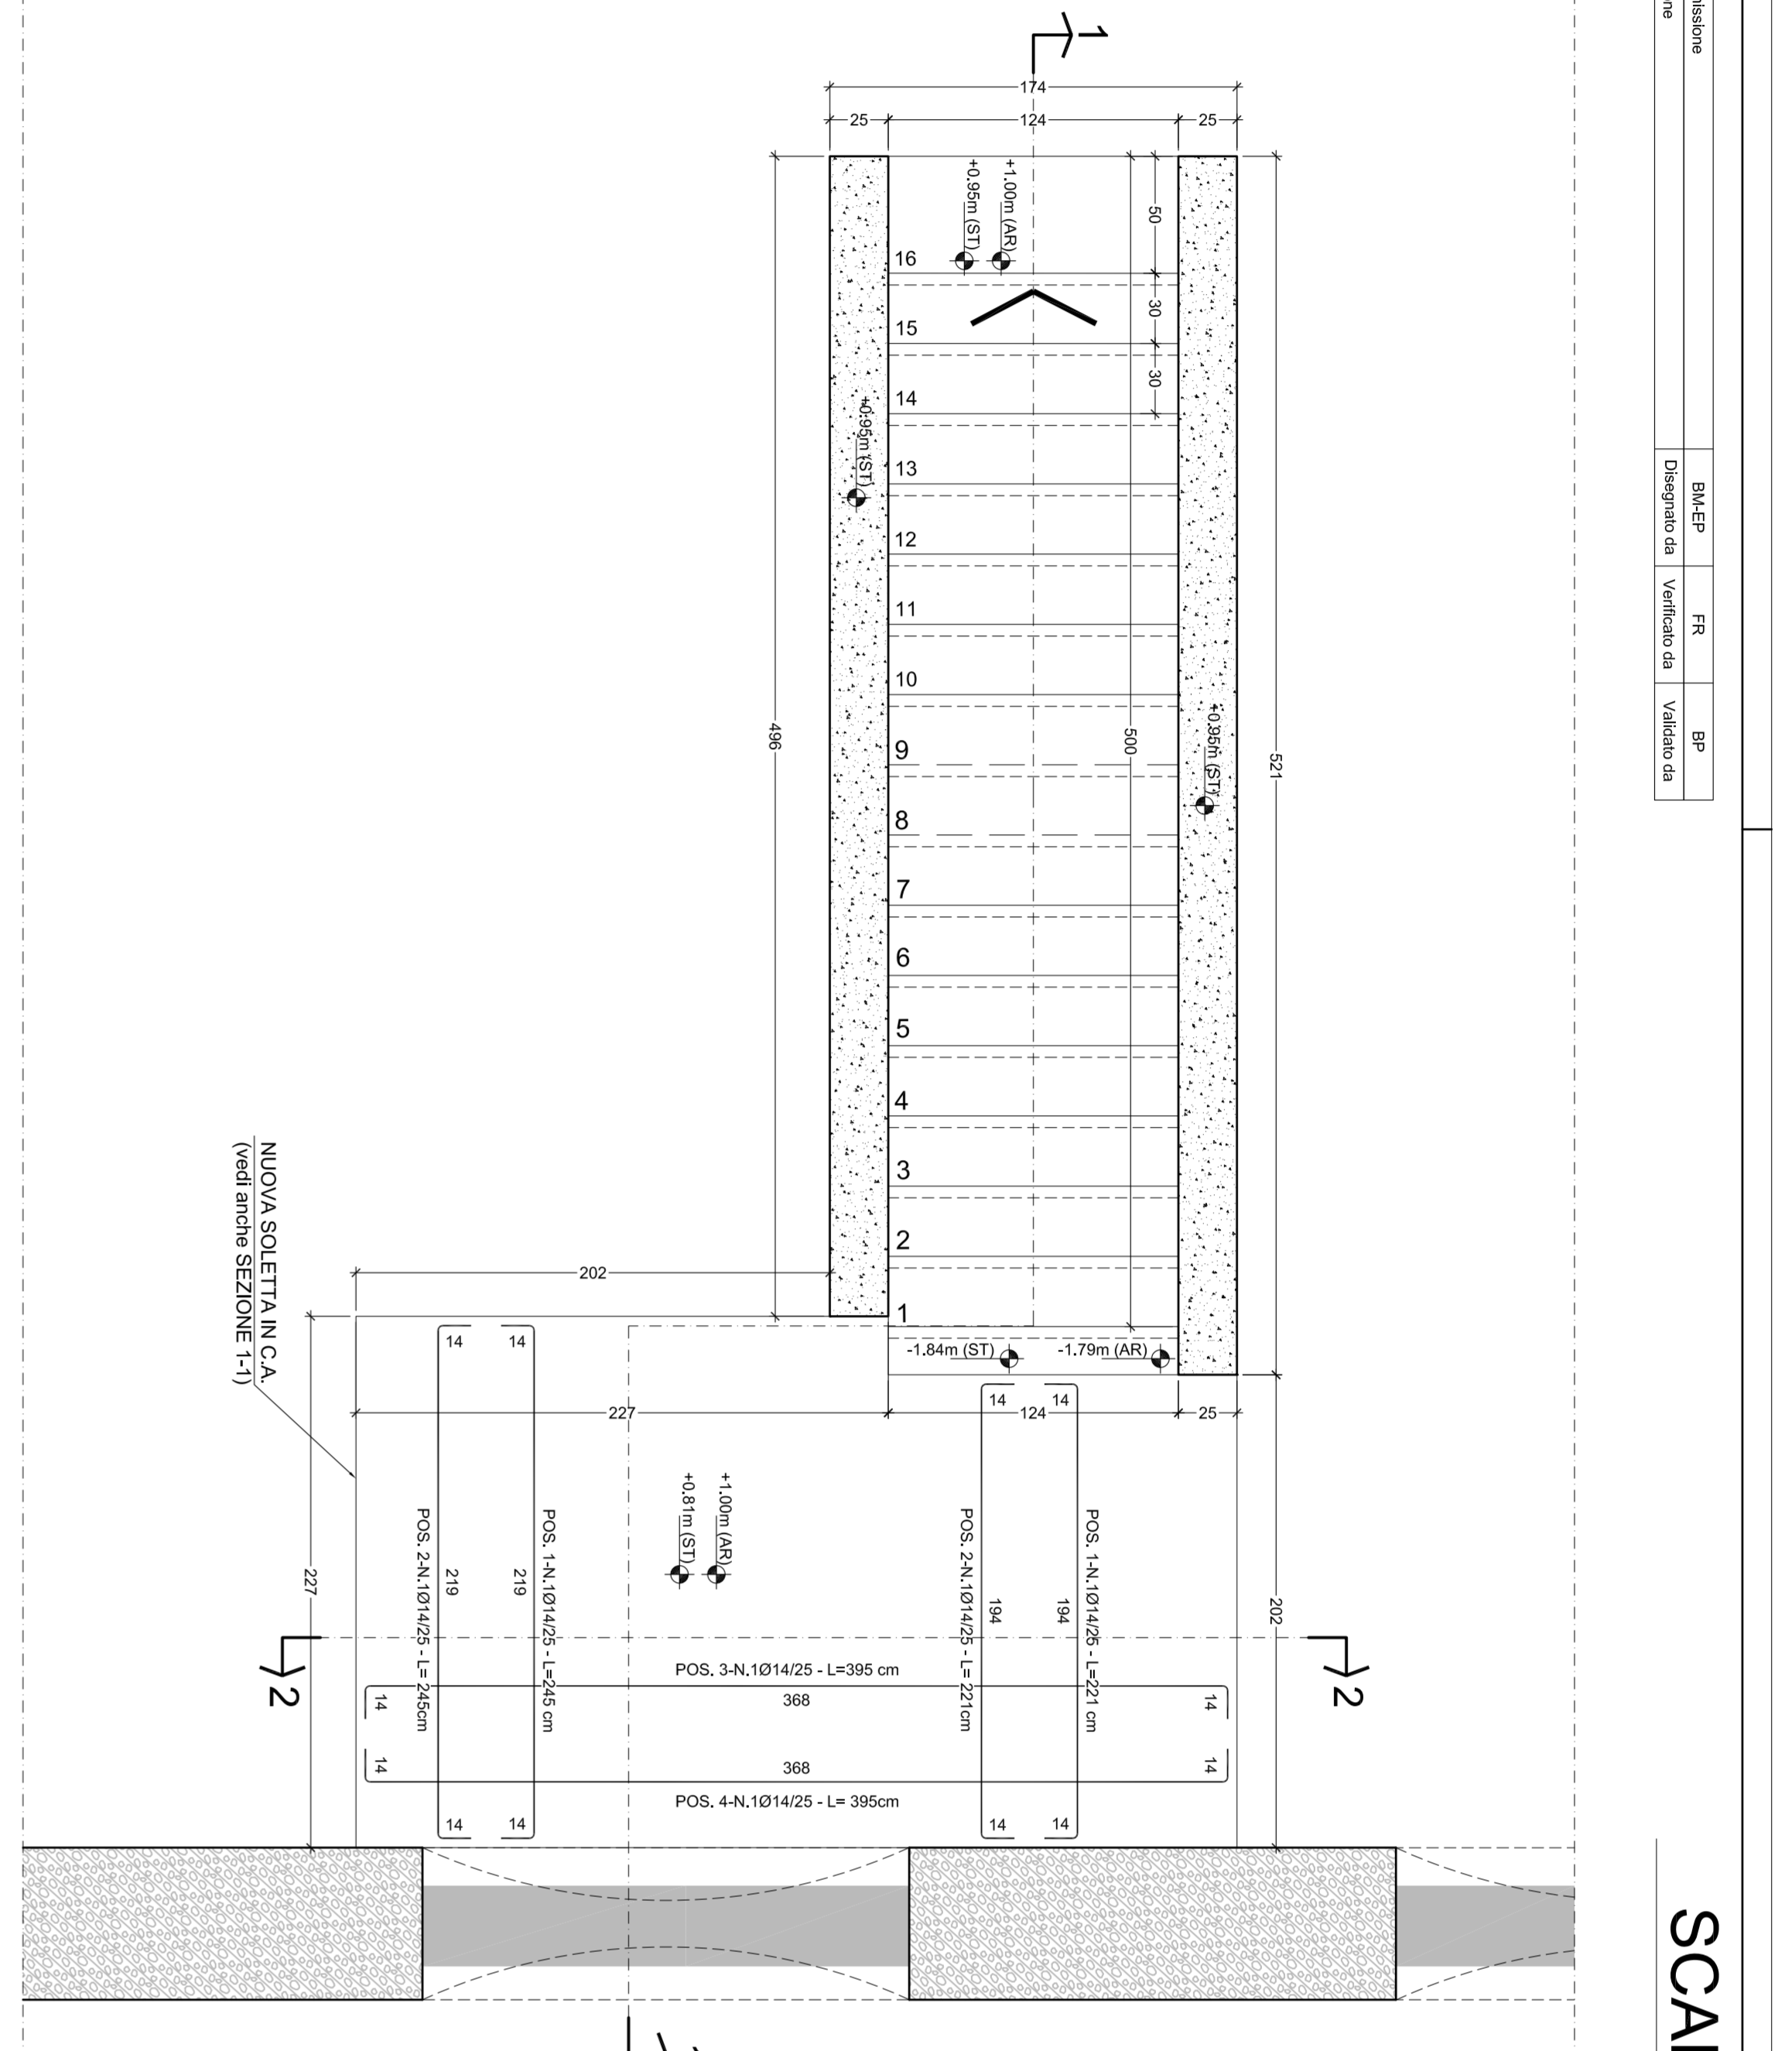 missione
ne
BM-EP
FR
BP
Disegnato da
Verificato da
Validato da
1
174
25
124
25
+0.95m (ST)
+1.00m (AR)
50
30
30
16
15
14
13
12
11
10
9
8
7
6
5
4
3
2
1
+0.95m (ST)
+0.95m (ST)
496
500
521
202
-1.84m (ST)
-1.79m (AR)
227
124
25
NUOVA SOLETTA IN C.A.
(vedi anche SEZIONE 1-1)
14
14
14
14
+0.81m (ST)
+1.00m (AR)
227
202
POS. 2-N.1Ø14/25 - L= 245cm
219
219
POS. 1-N.1Ø14/25 - L=245 cm
POS. 2-N.1Ø14/25 - L= 221cm
194
194
POS. 1-N.1Ø14/25 - L=221 cm
2
2
POS. 3-N.1Ø14/25 - L=395 cm
14
368
14
14
368
14
POS. 4-N.1Ø14/25 - L= 395cm
14
14
14
14
SCA